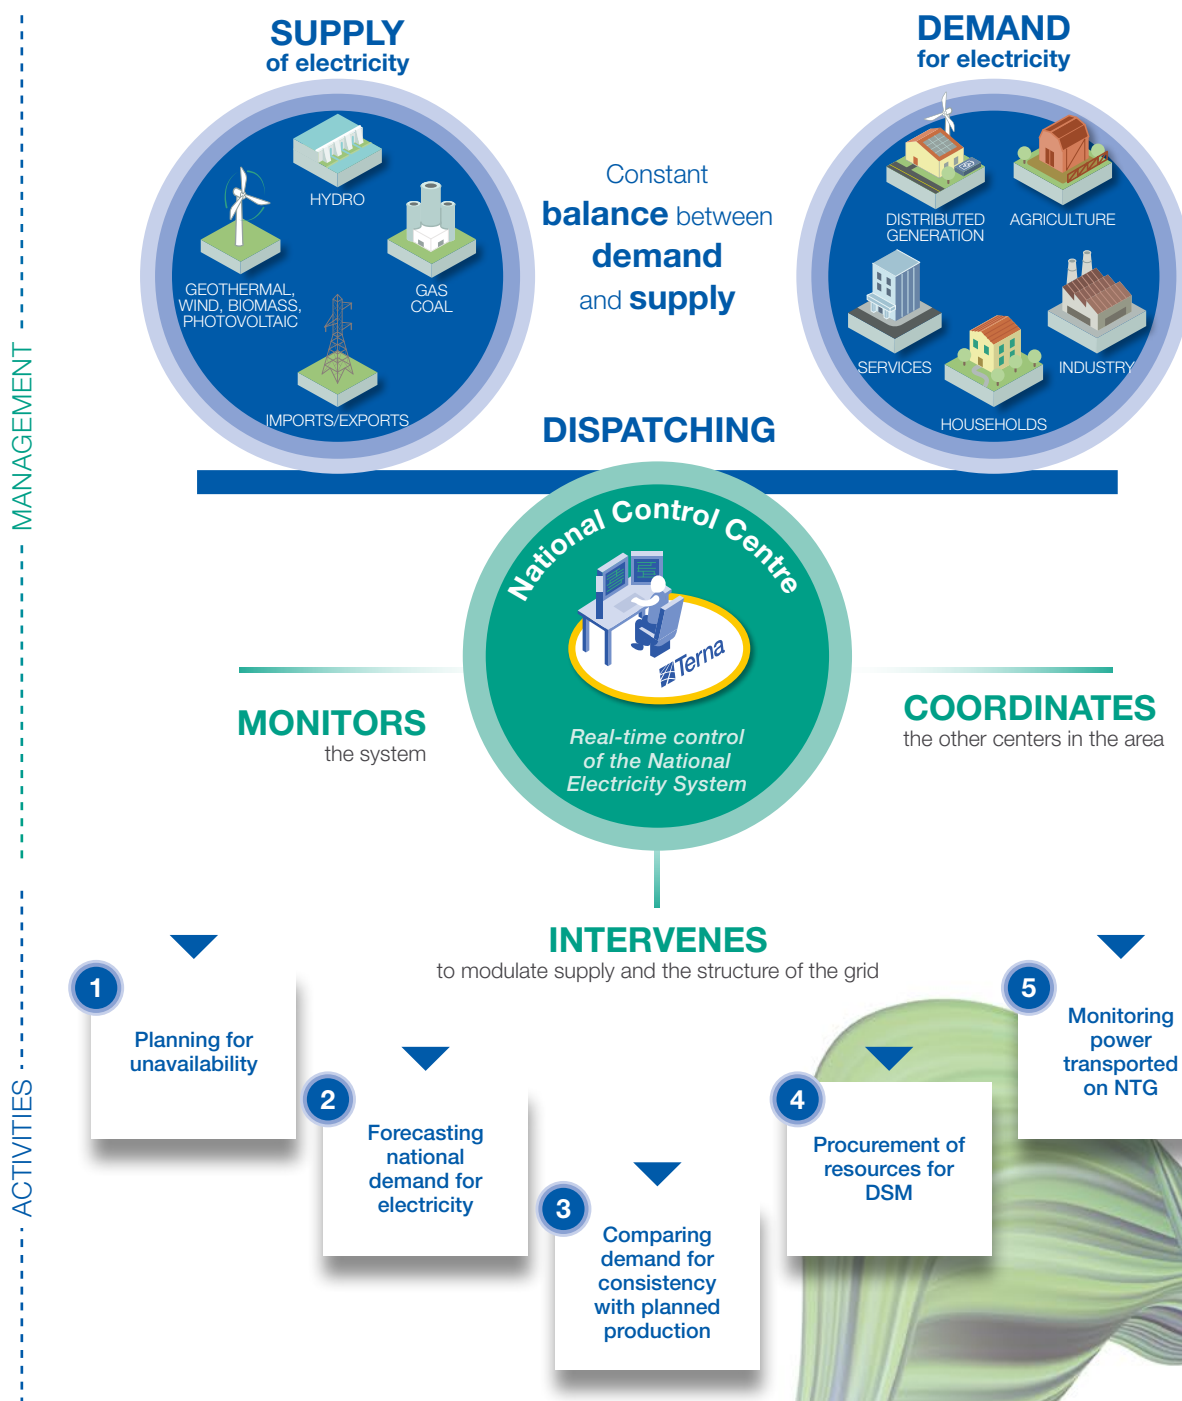 SUPPLY
of electricity
DEMAND
for electricity
HYDRO
GEOTHERMAL,
WIND, BIOMASS,
PHOTOVOLTAIC
GAS
COAL
IMPORTS/EXPORTS
Constant
balance between
demand
and supply
DISTRIBUTED
GENERATION
AGRICULTURE
SERVICES
INDUSTRY
HOUSEHOLDS
MANAGEMENT
DISPATCHING
National Control Centre
Terna
Real-time control
of the National
Electricity System
MONITORS
the system
COORDINATES
the other centers in the area
INTERVENES
to modulate supply and the structure of the grid
ACTIVITIES
1
Planning for
unavailability
2
Forecasting
national
demand for
electricity
3
Comparing
demand for
consistency
with planned
production
4
Procurement of
resources for
DSM
5
Monitoring
power
transported
on NTG